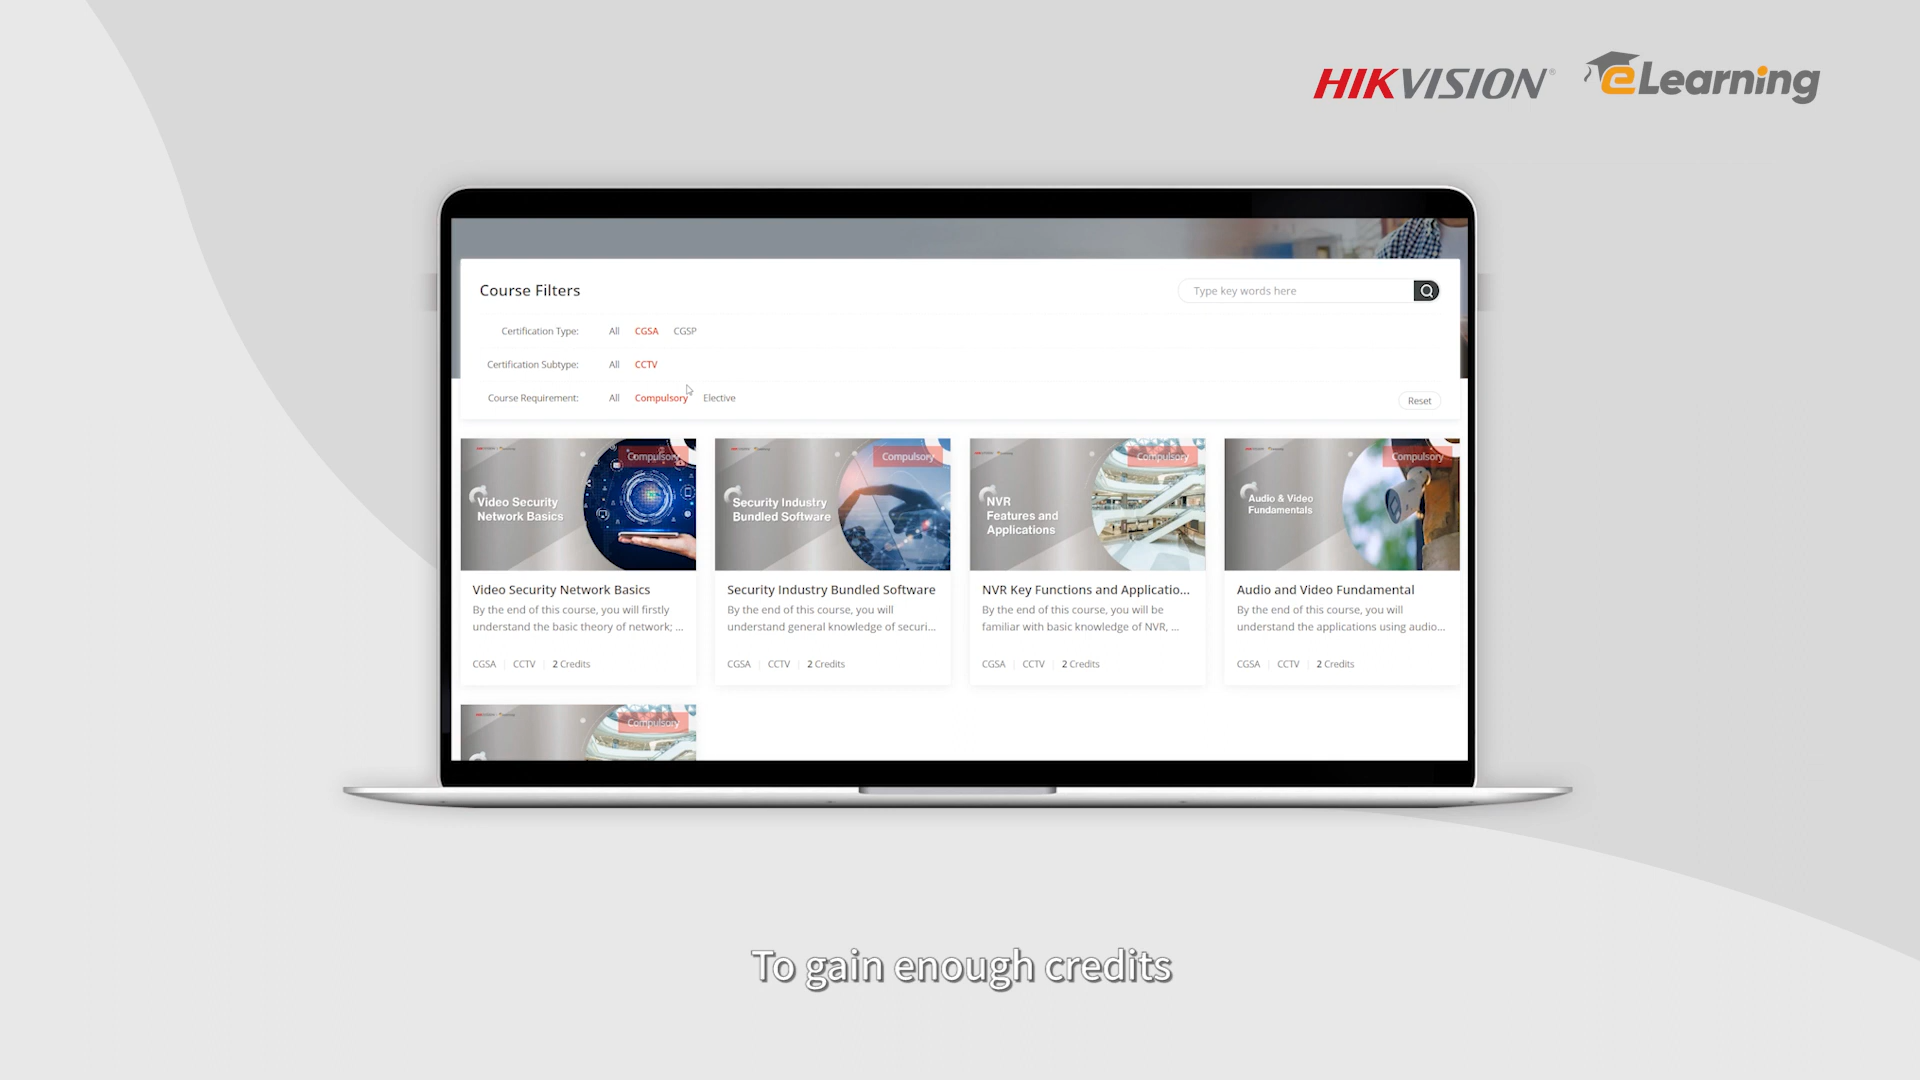 HIKVISION eLearning
Course Filters
Type key words here
Certification Type: All CGSA CGSP
Certification Subtype: All CCTV
Course Requirement: All Compulsory Elective
Reset
Compulsory
Video Security
Network Basics
Compulsory
Security Industry
Bundled Software
Compulsory
NVR
Features and
Applications
Compulsory
Audio & Video
Fundamentals
Video Security Network Basics
By the end of this course, you will firstly
understand the basic theory of network; ...
CGSA | CCTV | 2 Credits
Security Industry Bundled Software
By the end of this course, you will
understand general knowledge of securi...
CGSA | CCTV | 2 Credits
NVR Key Functions and Applicatio...
By the end of this course, you will be
familiar with basic knowledge of NVR, ...
CGSA | CCTV | 2 Credits
Audio and Video Fundamental
By the end of this course, you will
understand the applications using audio...
CGSA | CCTV | 2 Credits
Compulsory
To gain enough credits